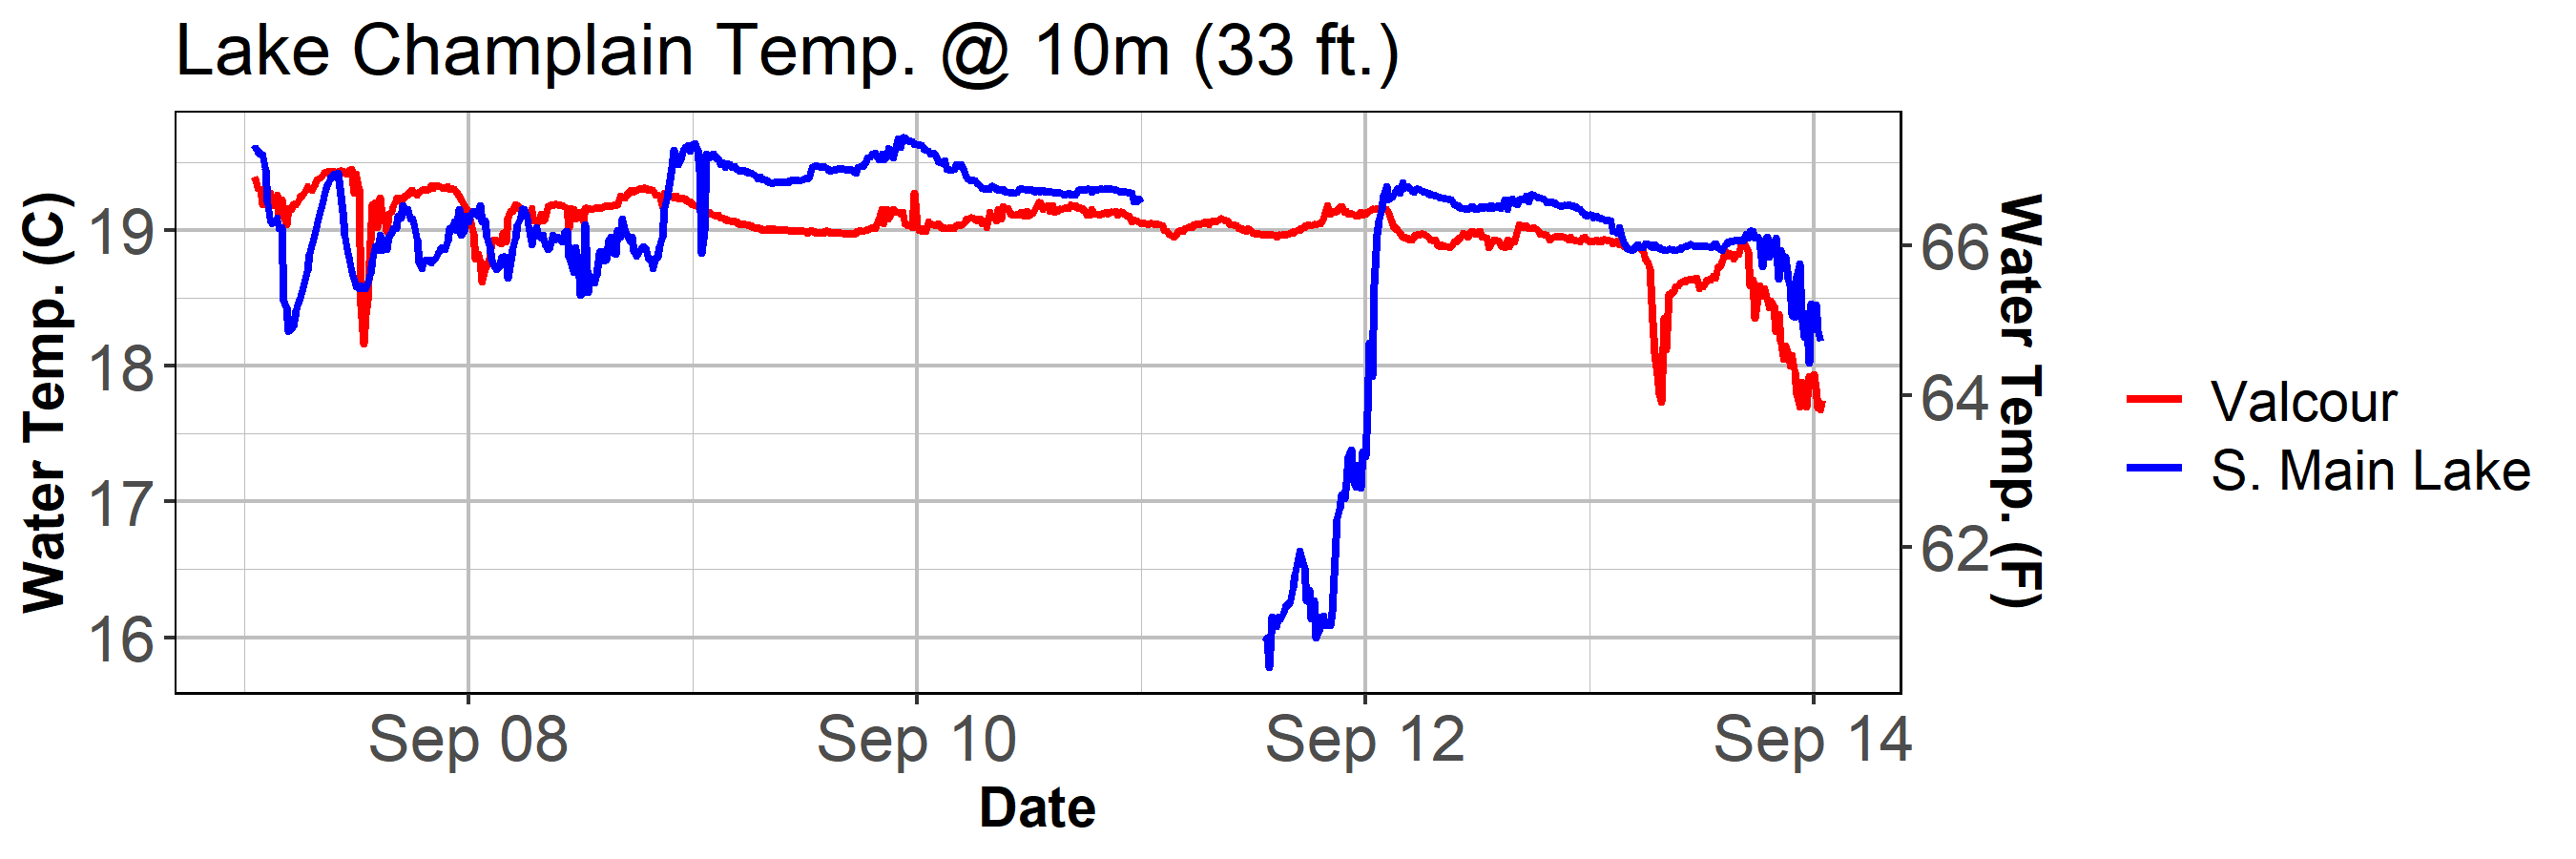 Lake Champlain Temp. @ 10m (33 ft.)
Water Temp. (C)
19
18
17
16
66
64
62
Water Temp. (F)
Sep 08
Sep 10
Sep 12
Sep 14
Date
Valcour
S. Main Lake